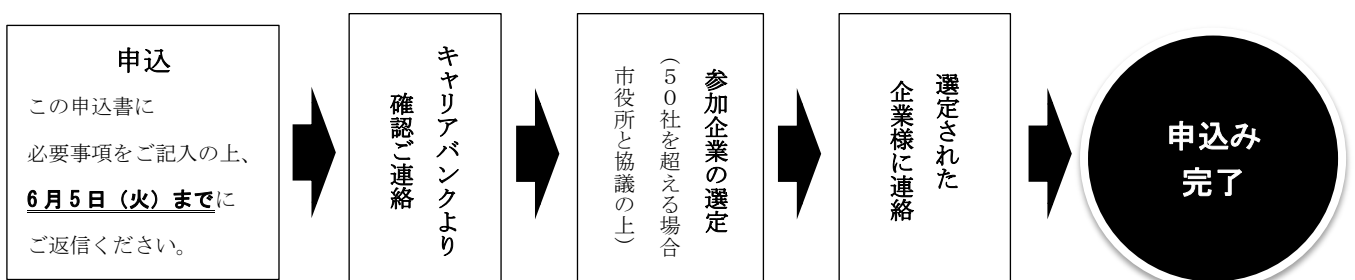 申込
この申込書に
必要事項をご記入の上、
6月5日(火)までに
ご返信ください。
キャリアバンクより
確認ご連絡
参加企業の選定
(50社を超える場合
市役所と協議の上)
選定された
企業様に連絡
申込み
完了